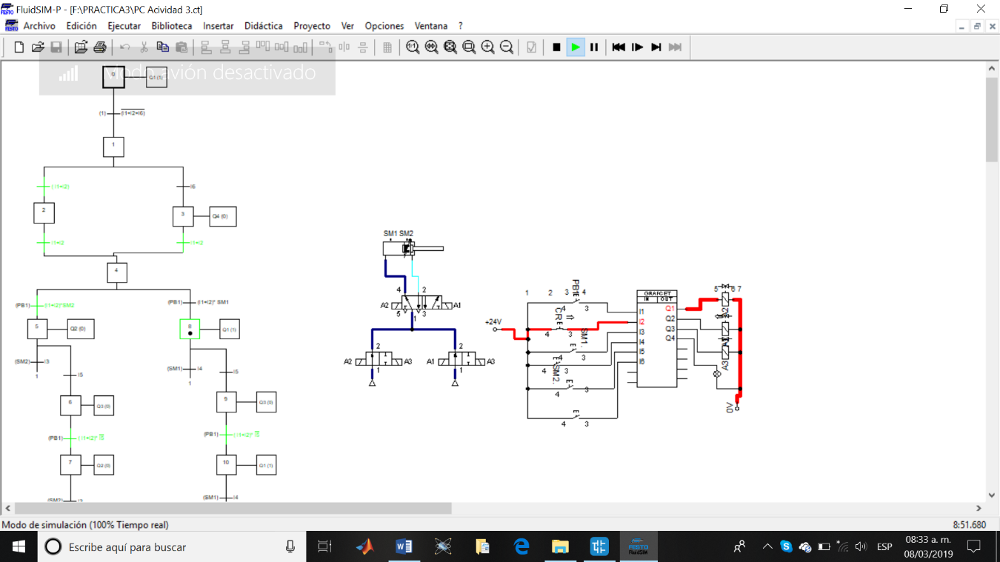 FluidSIM-P - [F:\PRACTICA3\PC Acividad 3.ct]
Archivo Edición Ejecutar Biblioteca Insertar Didáctica Proyecto Ver Opciones Ventana ?
Modo avión desactivado
0 Q1 (1)
(1) (I1+I2+I6)
1
(I1+I2) I6
2 3 Q4 (0)
I1+I2 I1+I2
4
(PB1) (I1+I2)*SM2 (PB1) (I1+I2)* SM1
5 Q2 (0) 8 Q1 (1)
(SM2) I3 I5 (SM1) I4 I5
1 1
6 Q3 (0) 9 Q3 (0)
(PB1) (I1+I2)* I5 (PB1) (I1+I2)* I5
7 Q2 (0) 10 Q1 (1)
(SM2) I3 (SM1) I4
SM1 SM2
4 2
A2 A1
5 1 3
2 2
A2 A3 A1 A3
1 1
1 2 3 4
PB1
4 3
+24V
CR
4 3
SM1.
3
3
SM2.
4 3
4 3
GRAFCET
IN OUT
I1 Q1
I2 Q2
I3 Q3
I4 Q4
I5
I6
5 6 7
A3
0V
Modo de simulación (100% Tiempo real) 8:51.680
Escribe aquí para buscar
ESP
08:33 a. m.
08/03/2019
FESTO
FluidSIM